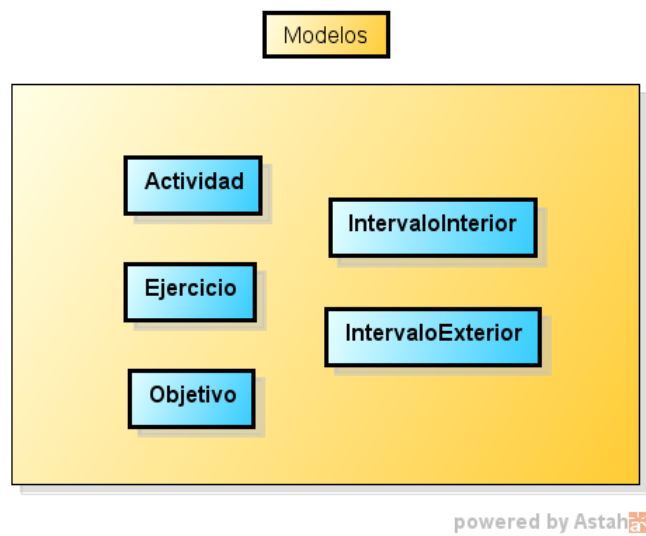 Modelos
Actividad
Ejercicio
Objetivo
IntervaloInterior
IntervaloExterior
powered by Astah